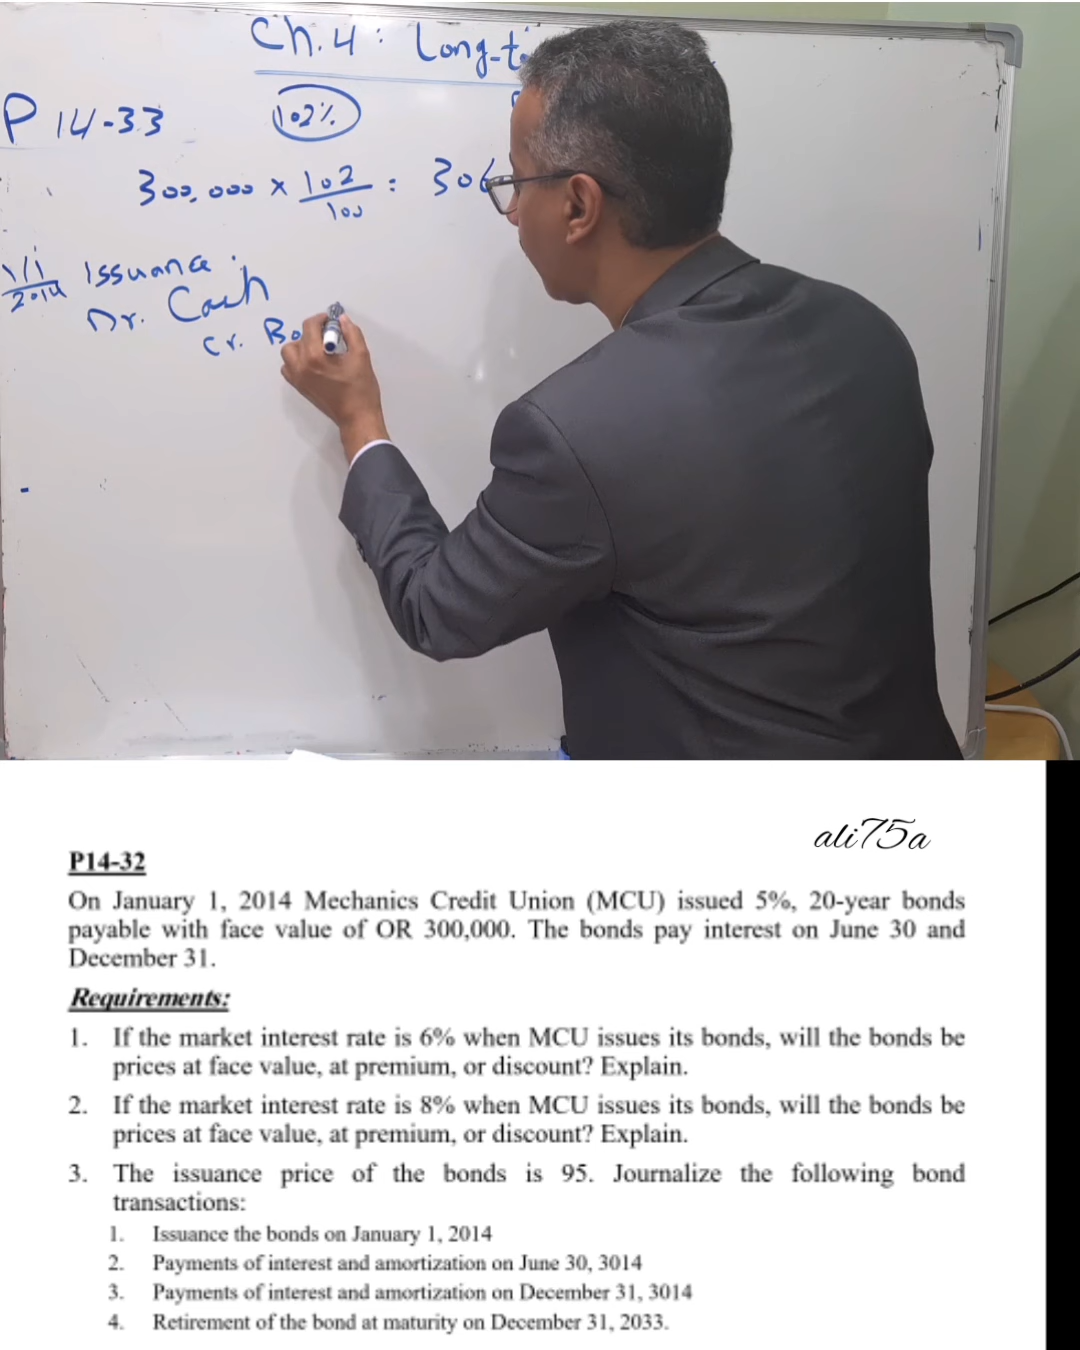 Ch.4: Long-t
P 14-33
102%
300,000 x 102/100 = 306
1/1/2014 Issuance.
Dr. Cash
Cr. Bo
ali75a
P14-32
On January 1, 2014 Mechanics Credit Union (MCU) issued 5%, 20-year bonds
payable with face value of OR 300,000. The bonds pay interest on June 30 and
December 31.
Requirements:
1. If the market interest rate is 6% when MCU issues its bonds, will the bonds be
prices at face value, at premium, or discount? Explain.
2. If the market interest rate is 8% when MCU issues its bonds, will the bonds be
prices at face value, at premium, or discount? Explain.
3. The issuance price of the bonds is 95. Journalize the following bond
transactions:
1. Issuance the bonds on January 1, 2014
2. Payments of interest and amortization on June 30, 3014
3. Payments of interest and amortization on December 31, 3014
4. Retirement of the bond at maturity on December 31, 2033.